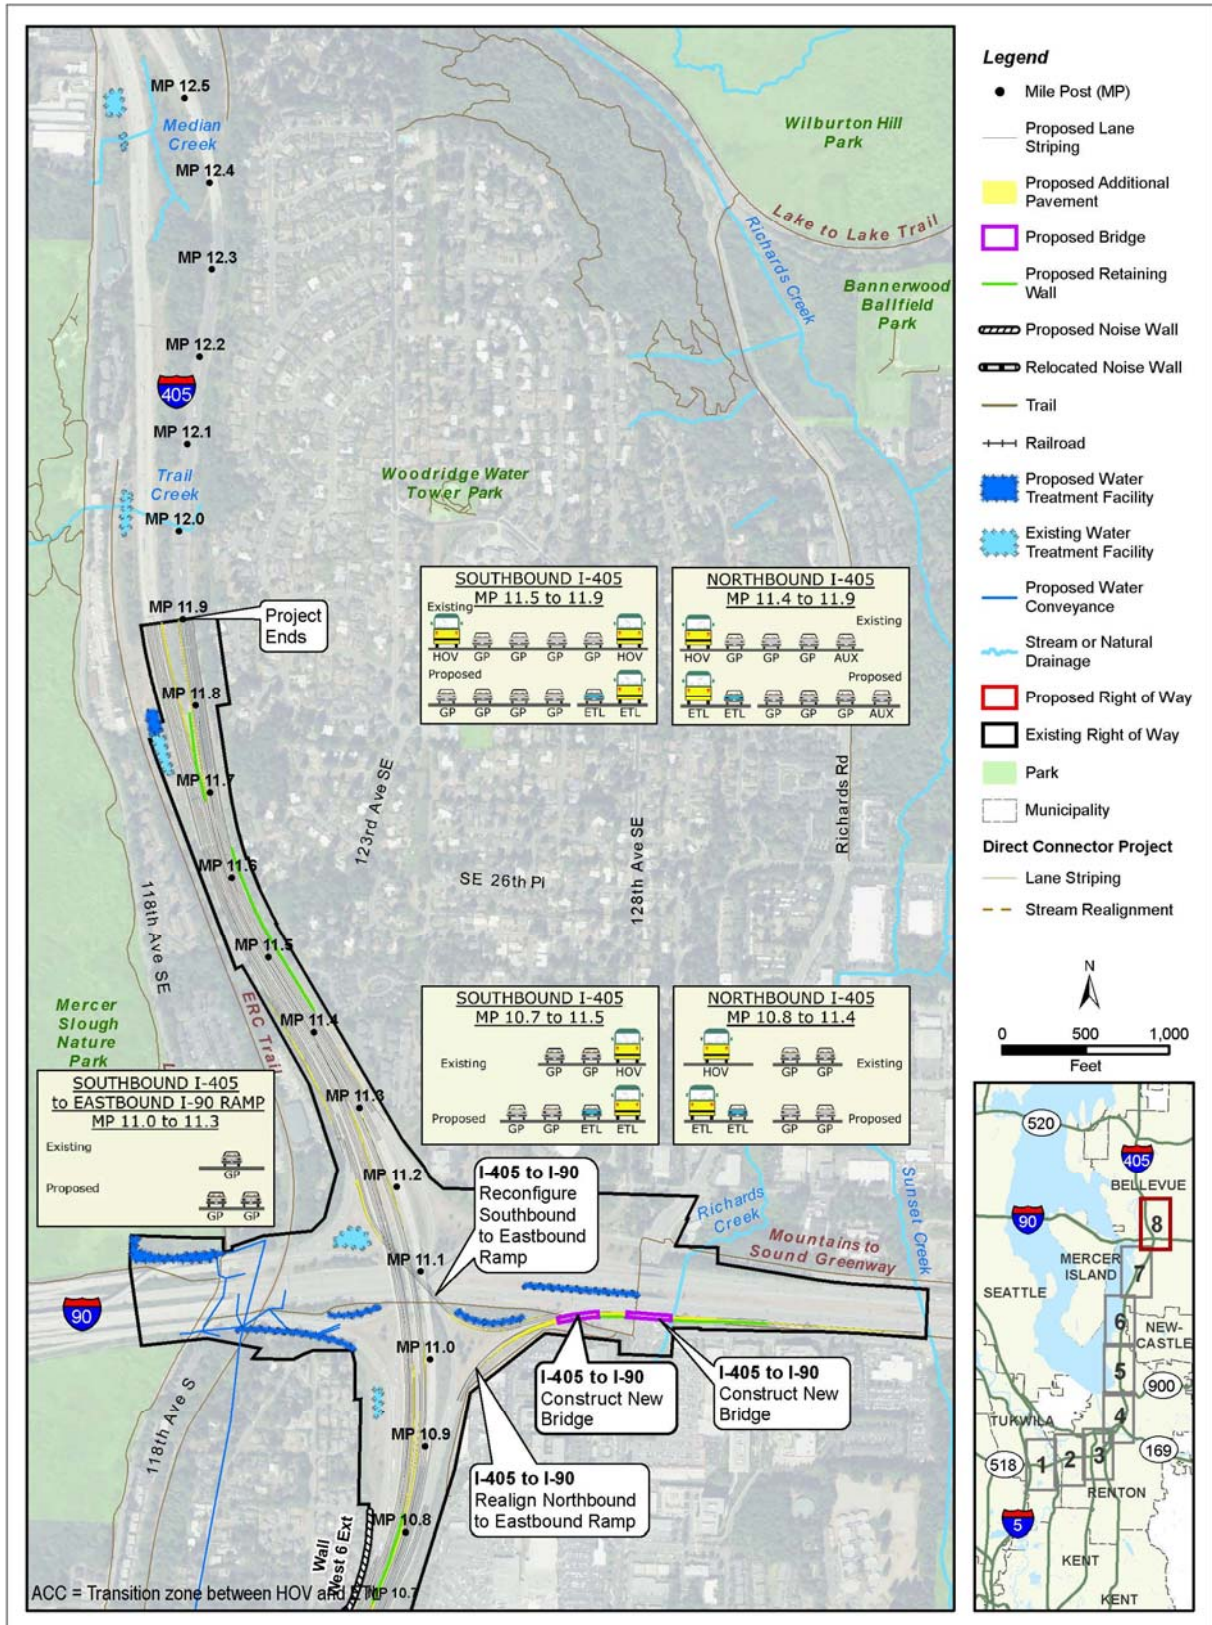 MP 12.5
Median
Creek
MP 12.4
MP 12.3
MP 12.2
405
MP 12.1
Trail
Creek
MP 12.0
Wilburton Hill
Park
Lake to Lake Trail
Richards Creek
Bannerwood
Ballfield
Park
Woodridge Water
Tower Park
MP 11.9
Project
Ends
MP 11.8
MP 11.7
MP 11.6
MP 11.5
MP 11.4
MP 11.3
MP 11.2
MP 11.1
MP 11.0
MP 10.9
MP 10.8
MP 10.7
SOUTHBOUND I-405
MP 11.5 to 11.9
Existing
HOV GP GP GP GP HOV
Proposed
GP GP GP GP ETL ETL
NORTHBOUND I-405
MP 11.4 to 11.9
Existing
HOV GP GP GP AUX
Proposed
ETL ETL GP GP GP AUX
123rd Ave SE
SE 26th Pl
128th Ave SE
Richards Rd
118th Ave SE
ERC Trail
Mercer
Slough
Nature
Park
SOUTHBOUND I-405
to EASTBOUND I-90 RAMP
MP 11.0 to 11.3
Existing
GP
Proposed
GP GP
SOUTHBOUND I-405
MP 10.7 to 11.5
Existing
GP GP HOV
Proposed
GP GP ETL ETL
NORTHBOUND I-405
MP 10.8 to 11.4
HOV GP GP
Existing
ETL ETL GP GP
Proposed
I-405 to I-90
Reconfigure
Southbound
to Eastbound
Ramp
Richards
Creek
Sunset Creek
Mountains to
Sound Greenway
90
I-405 to I-90
Construct New
Bridge
I-405 to I-90
Construct New
Bridge
I-405 to I-90
Realign Northbound
to Eastbound Ramp
118th Ave S
Wall
West 6 Ext
ACC = Transition zone between HOV and ETL
Legend
Mile Post (MP)
Proposed Lane
Striping
Proposed Additional
Pavement
Proposed Bridge
Proposed Retaining
Wall
Proposed Noise Wall
Relocated Noise Wall
Trail
Railroad
Proposed Water
Treatment Facility
Existing Water
Treatment Facility
Proposed Water
Conveyance
Stream or Natural
Drainage
Proposed Right of Way
Existing Right of Way
Park
Municipality
Direct Connector Project
Lane Striping
Stream Realignment
N
0 500 1,000
Feet
520
405
BELLEVUE
90
8
MERCER
ISLAND
7
SEATTLE
6
NEW-
CASTLE
5
900
4
TUKWILA
518
1
2
3
169
RENTON
5
KENT
KENT